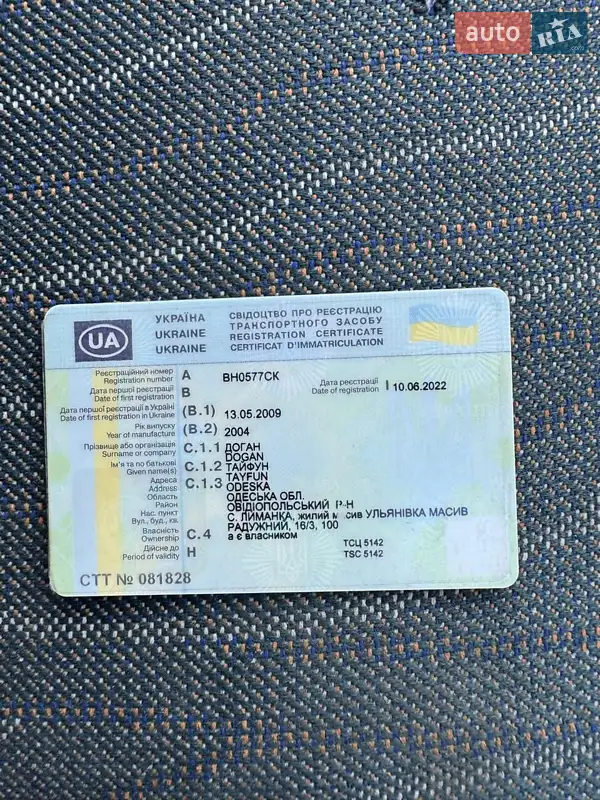 auto RIA .com
УКРАЇНА СВІДОЦТВО ПРО РЕЄСТРАЦІЮ
ТРАНСПОРТНОГО ЗАСОБУ
UA UKRAINE REGISTRATION CERTIFICATE
UKRAINE CERTIFICAT D'IMMATRICULATION
Реєстраційний номер A ВН0577СК Дата реєстрації I 10.06.2022
Registration number Date of registration
Дата першої реєстрації B
Date of first registration
Дата першої реєстрації в Україні (B.1) 13.05.2009
Date of first registration in Ukraine
Рік випуску (B.2) 2004
Year of manufacture
Прізвище або організація C.1.1 ДОГАН
Surname or company DOGAN
Ім'я та по батькові C.1.2 ТАЙФУН
Given name(s) TAYFUN
Адреса C.1.3 ODESKA
Address ОДЕСЬКА ОБЛ.
Область ОВІДІОПОЛЬСЬКИЙ Р-Н
Район С. ЛИМАНКА, жилий м сив УЛЬЯНІВКА МАСИВ
Нас. пункт РАДУЖНИЙ, 16/3, 100
Вул., буд., кв.
Власність C.4 а є власником
Ownership
Дійсне до H ТСЦ 5142
Period of validity TSC 5142
СТТ № 081828